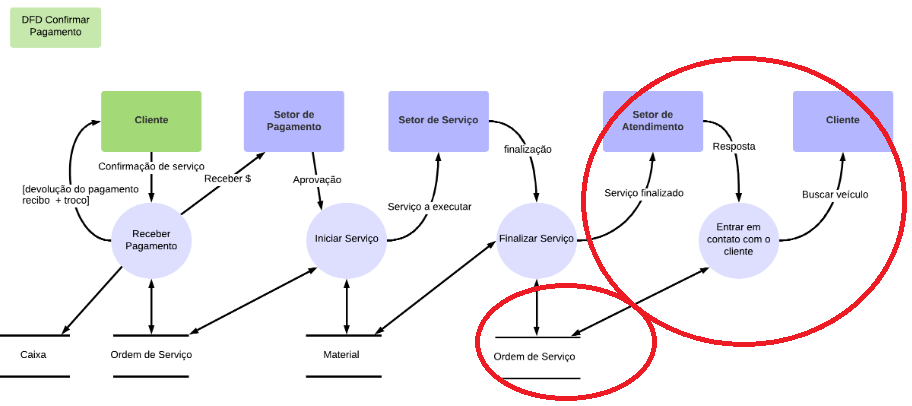 DFD Confirmar
Pagamento
Cliente
Setor de
Pagamento
Setor de Serviço
Setor de
Atendimento
Cliente
Confirmação de serviço
Receber $
Aprovação
finalização
Resposta
[devolução do pagamento
recibo + troco]
Serviço a executar
Serviço finalizado
Buscar veículo
Receber
Pagamento
Iniciar Serviço
Finalizar Serviço
Entrar em
contato com o
cliente
Caixa
Ordem de Serviço
Material
Ordem de Serviço